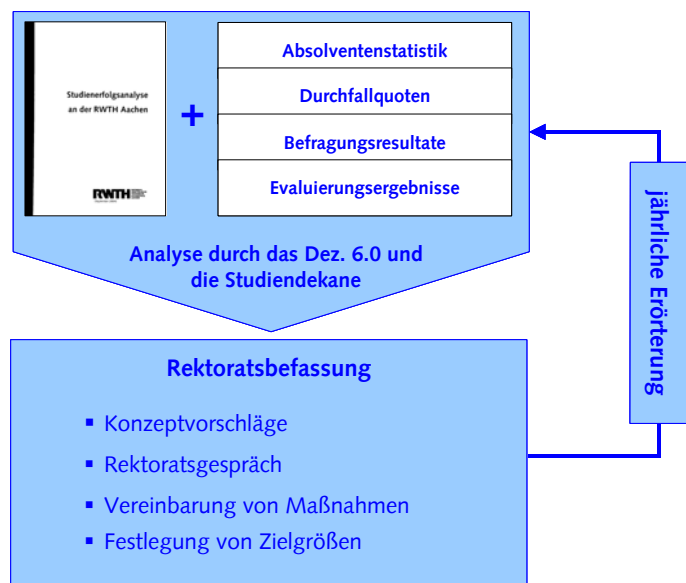 Studienerfolgsanalyse
an der RWTH Aachen
RWTH
+
Absolventenstatistik
Durchfallquoten
Befragungsresultate
Evaluierungsergebnisse
Analyse durch das Dez. 6.0 und
die Studiendekane
jährliche Erörterung
Rektoratsbefassung
▪ Konzeptvorschläge
▪ Rektoratsgespräch
▪ Vereinbarung von Maßnahmen
▪ Festlegung von Zielgrößen